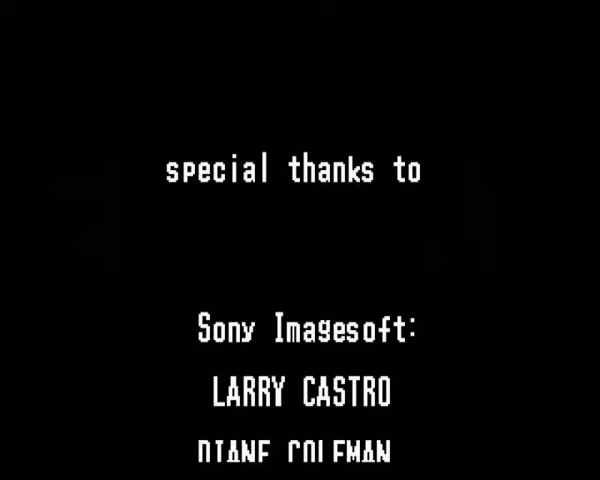 special thanks to
Sony Imagesoft:
LARRY CASTRO
DIANE COLEMAN